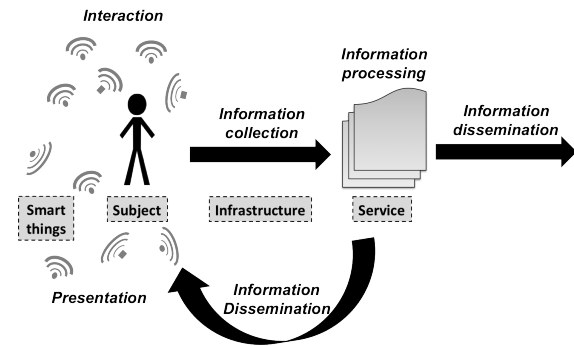 Interaction
Information
processing
Information
collection
Information
dissemination
Smart
things
Subject
Infrastructure
Service
Presentation
Information
Dissemination